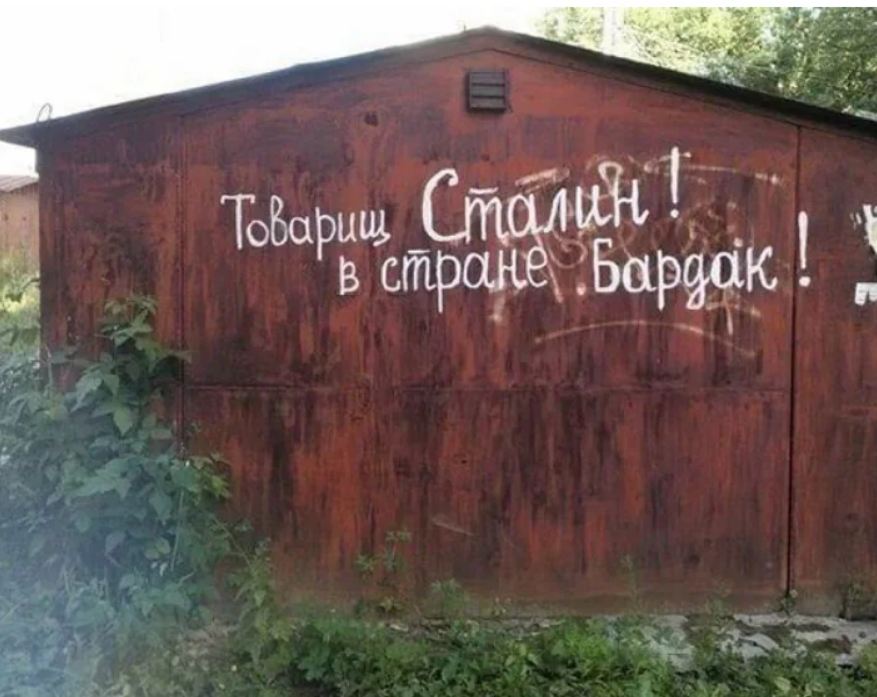 Товарищ Сталин!
в стране Бардак!